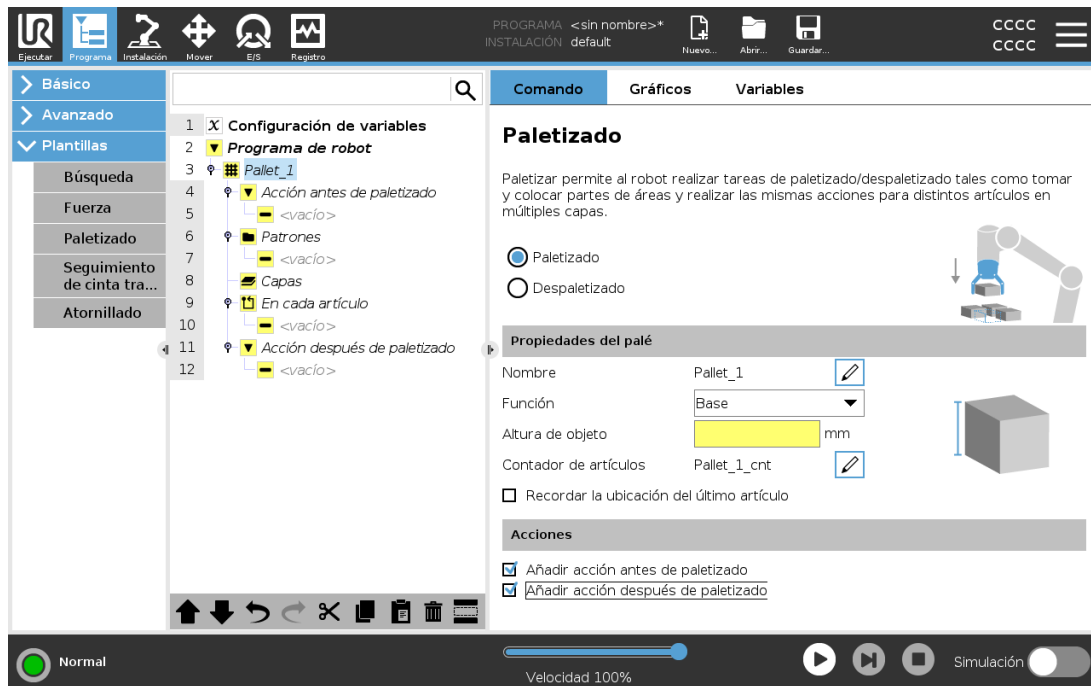 PROGRAMA <sin nombre>*
INSTALACIÓN default
UR
Ejecutar
Programa
Instalación
Mover
E/S
Registro
Nuevo...
Abrir...
Guardar...
CCCC
CCCC
Básico
Avanzado
Plantillas
Búsqueda
Fuerza
Paletizado
Seguimiento
de cinta tra...
Atornillado
1 X Configuración de variables
2 Programa de robot
3 Pallet_1
4 Acción antes de paletizado
5 <vacío>
6 Patrones
7 <vacío>
8 Capas
9 En cada artículo
10 <vacío>
11 Acción después de paletizado
12 <vacío>
Comando Gráficos Variables
Paletizado
Paletizar permite al robot realizar tareas de paletizado/despaletizado tales como tomar
y colocar partes de áreas y realizar las mismas acciones para distintos artículos en
múltiples capas.
Paletizado
Despaletizado
Propiedades del palé
Nombre Pallet_1
Función Base
Altura de objeto mm
Contador de artículos Pallet_1_cnt
Recordar la ubicación del último artículo
Acciones
Añadir acción antes de paletizado
Añadir acción después de paletizado
Normal
Velocidad 100%
Simulación